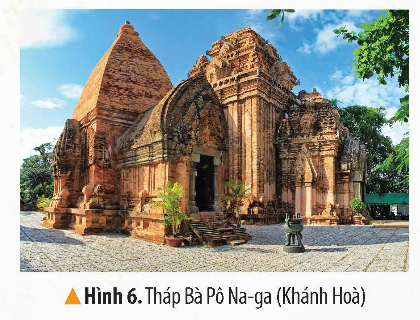 ▲ Hình 6. Tháp Bà Pô Na-ga (Khánh Hoà)